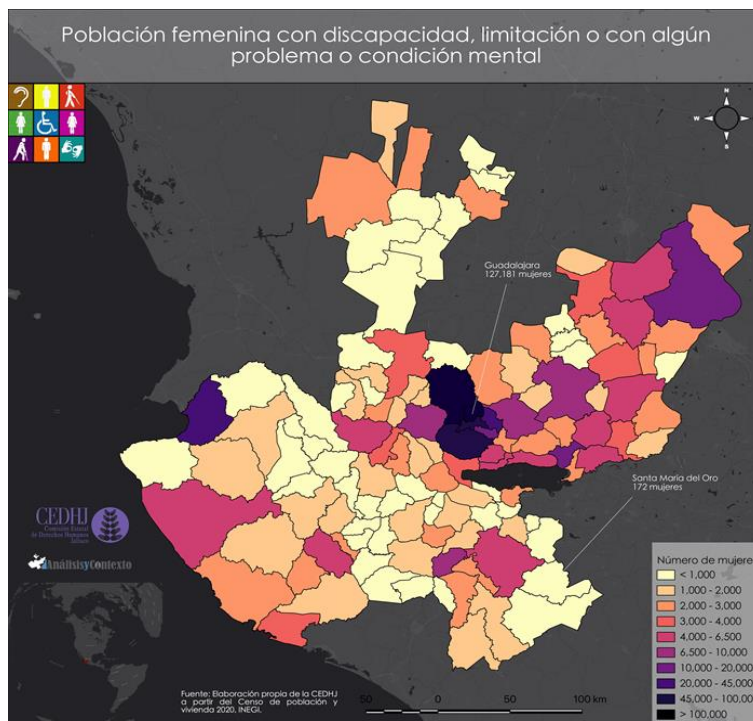 Población femenina con discapacidad, limitación o con algún
problema o condición mental
N
W
E
S
Guadalajara
127,181 mujeres
Santa María del Oro
172 mujeres
CEDHJ
Comisión Estatal
de Derechos Humanos
Jalisco
AnálisisyContexto
Número de mujere
< 1,000
1,000 - 2,000
2,000 - 3,000
3,000 - 4,000
4,000 - 6,500
6,500 - 10,000
10,000 - 20,000
20,000 - 45,000
45,000 - 100,00
> 100,000
Fuente: Elaboración propia de la CEDHJ
a partir del Censo de población y
vivienda 2020, INEGI.
50 0 50 100 km